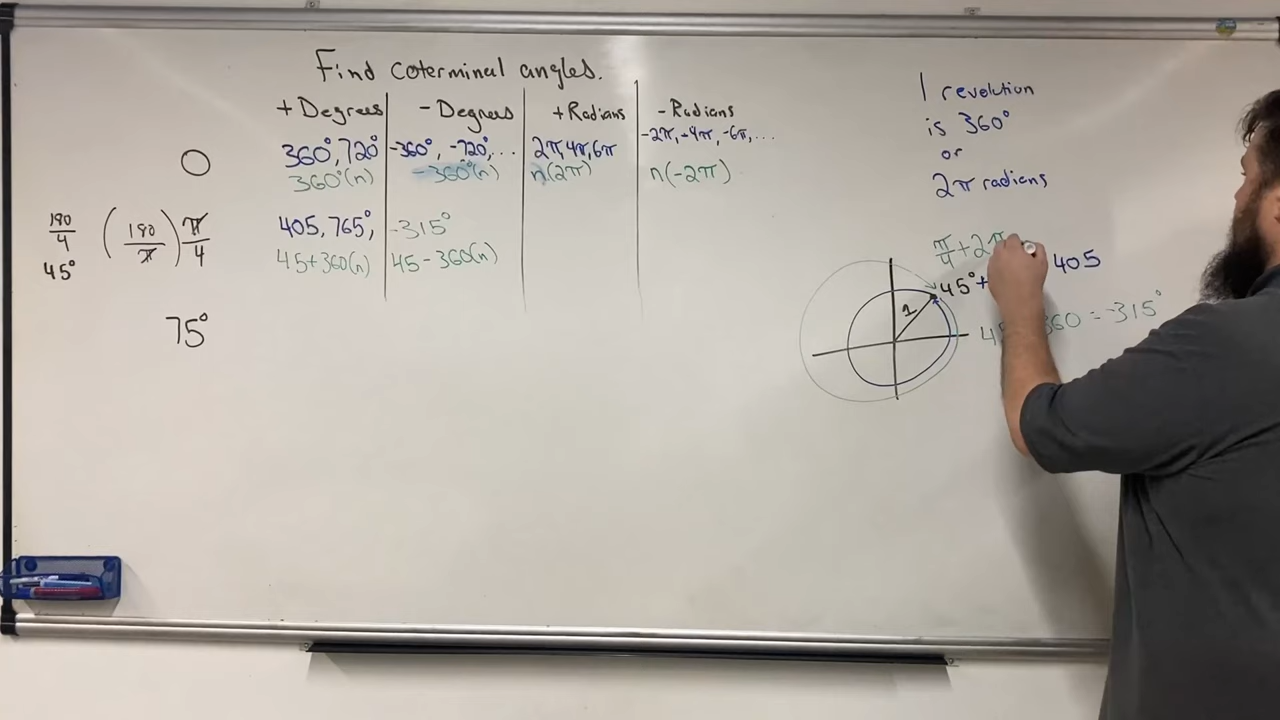 Find coterminal angles.
+ Degrees - Degrees + Radians - Radians
0 360°, 720° -360°, -720°, .. 2π, 4π, 6π -2π, -4π, -6π, ...
360°(n) -360°(n) n(2π) n(-2π)
180/4 (180/π) π/4 405, 765°, -315°
45° 45+360(n) 45-360(n)
75°
1 revolution
is 360°
or
2π radians
π/4 + 2π
45° + 405
1
4 360 = -315°